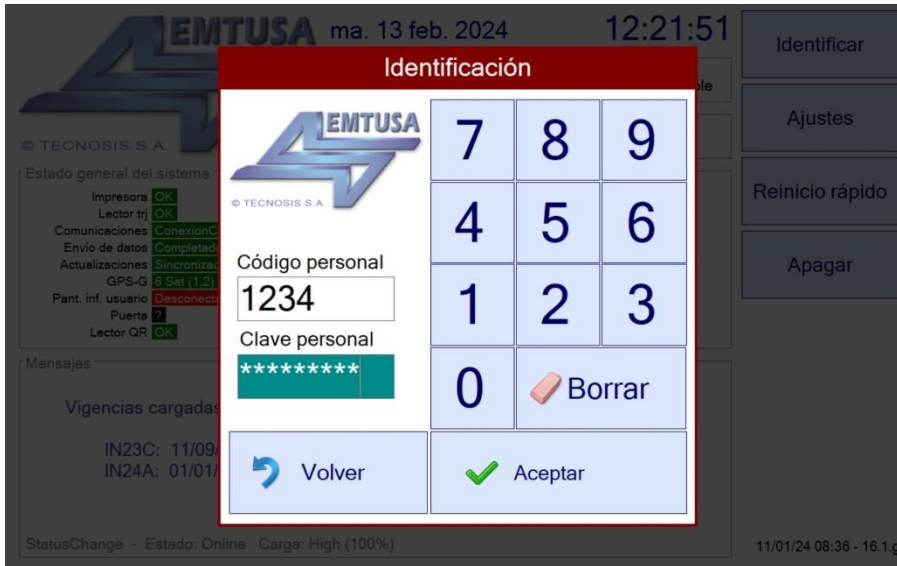 EMTUSA
ma. 13 feb. 2024
12:21:51
Identificar
Identificación
Ajustes
© TECNOSIS S.A.
Reinicio rápido
Apagar
Estado general del sistema
Impresora OK
Lector trj OK
Comunicaciones ConexionC
Envío de datos Completad
Actualizaciones Sincronizac
GPS-G 6 Sat (1,2)
Pant. inf. usuario Desconecta
Puerta ?
Lector QR OK
Mensajes
Vigencias cargadas
IN23C: 11/09/
IN24A: 01/01/
EMTUSA
© TECNOSIS S.A.
Código personal
1234
Clave personal
*********
7 8 9
4 5 6
1 2 3
0 Borrar
Volver
Aceptar
StatusChange - Estado: Online Carga: High (100%)
11/01/24 08:36 - 16.1.g